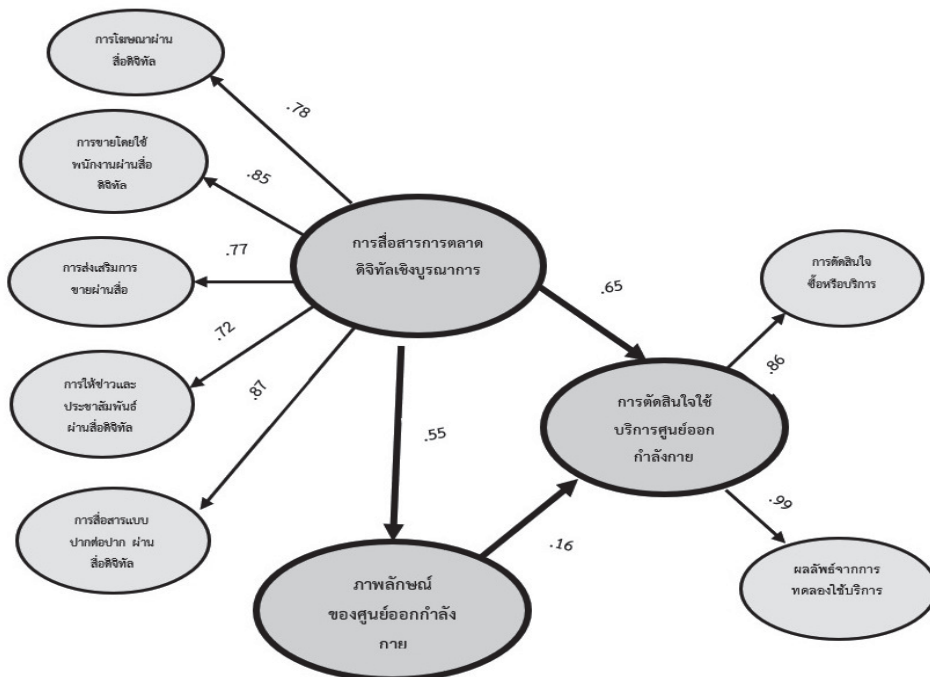 การโฆษณาผ่าน
สื่อดิจิทัล
.78
การขายโดยใช้
พนักงานผ่านสื่อ
ดิจิทัล
.85
การสื่อสารการตลาด
ดิจิทัลเชิงบูรณาการ
การส่งเสริมการ
ขายผ่านสื่อ
.77
การตัดสินใจ
ซื้อหรือบริการ
.65
.72
การให้ข่าวและ
ประชาสัมพันธ์
ผ่านสื่อดิจิทัล
.87
.86
การตัดสินใจใช้
บริการศูนย์ออก
กำลังกาย
.55
.99
การสื่อสารแบบ
ปากต่อปาก ผ่าน
สื่อดิจิทัล
.16
ภาพลักษณ์
ของศูนย์ออกกำลัง
กาย
ผลลัพธ์จากการ
ทดลองใช้บริการ